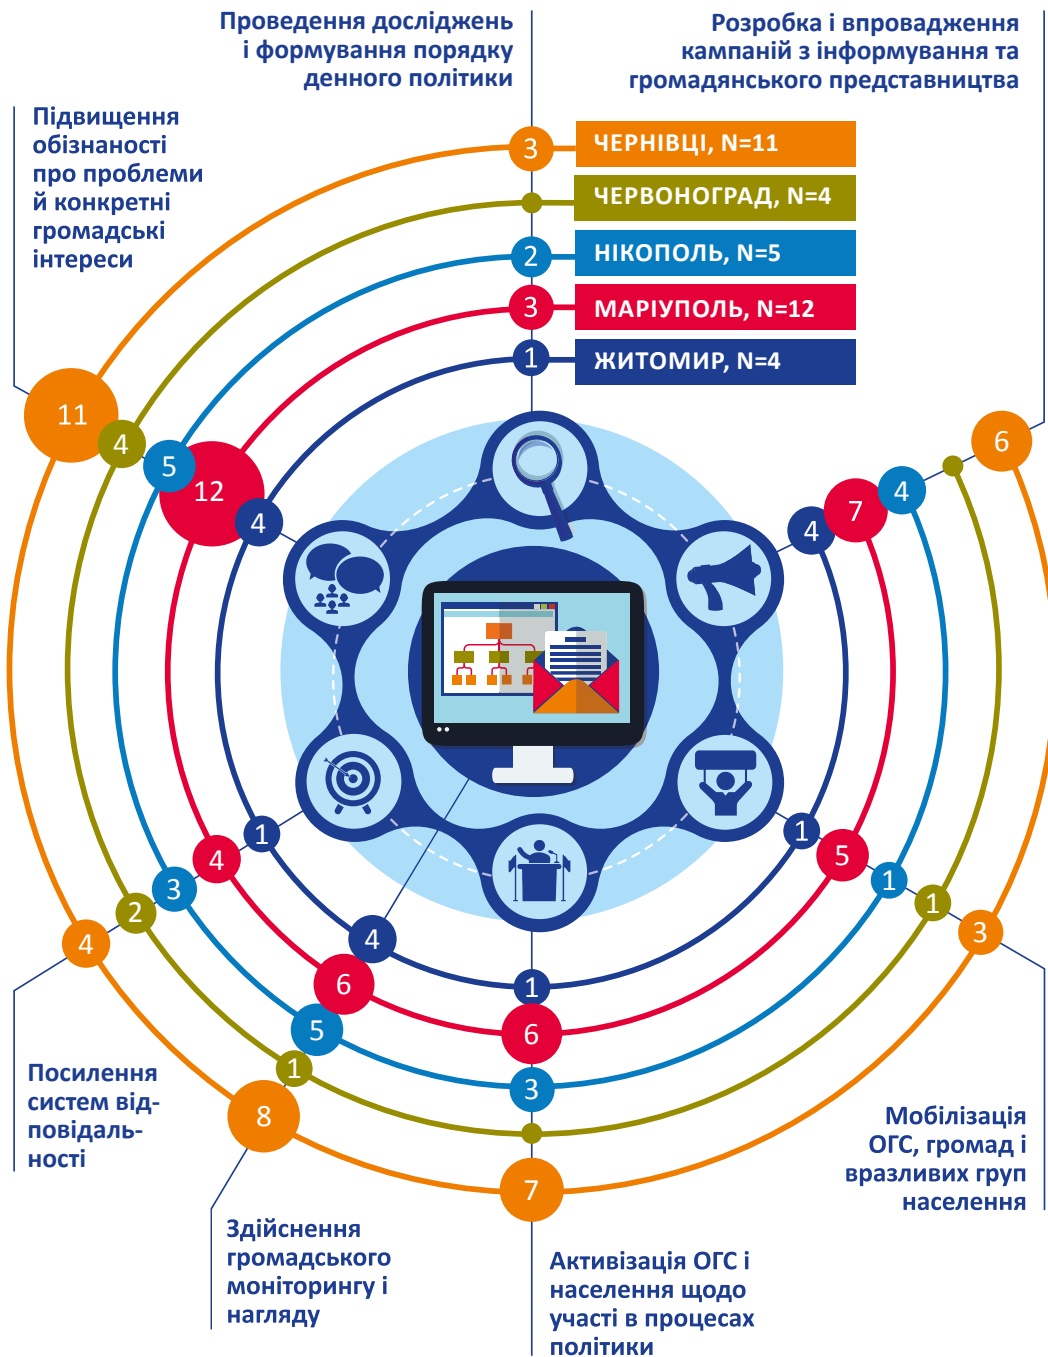 Проведення досліджень
і формування порядку
денного політики
Розробка і впровадження
кампаній з інформування та
громадянського представництва
Підвищення
обізнаності
про проблеми
й конкретні
громадські
інтереси
3
ЧЕРНІВЦІ, N=11
ЧЕРВОНОГРАД, N=4
2
НІКОПОЛЬ, N=5
3
МАРІУПОЛЬ, N=12
1
ЖИТОМИР, N=4
11
4
5
12
4
6
4
7
4
1
4
3
2
4
1
5
1
1
3
4
6
5
1
8
1
6
3
7
Посилення
систем від-
повідаль-
ності
Здійснення
громадського
моніторингу і
нагляду
Активізація ОГС і
населення щодо
участі в процесах
політики
Мобілізація
ОГС, громад і
вразливих груп
населення